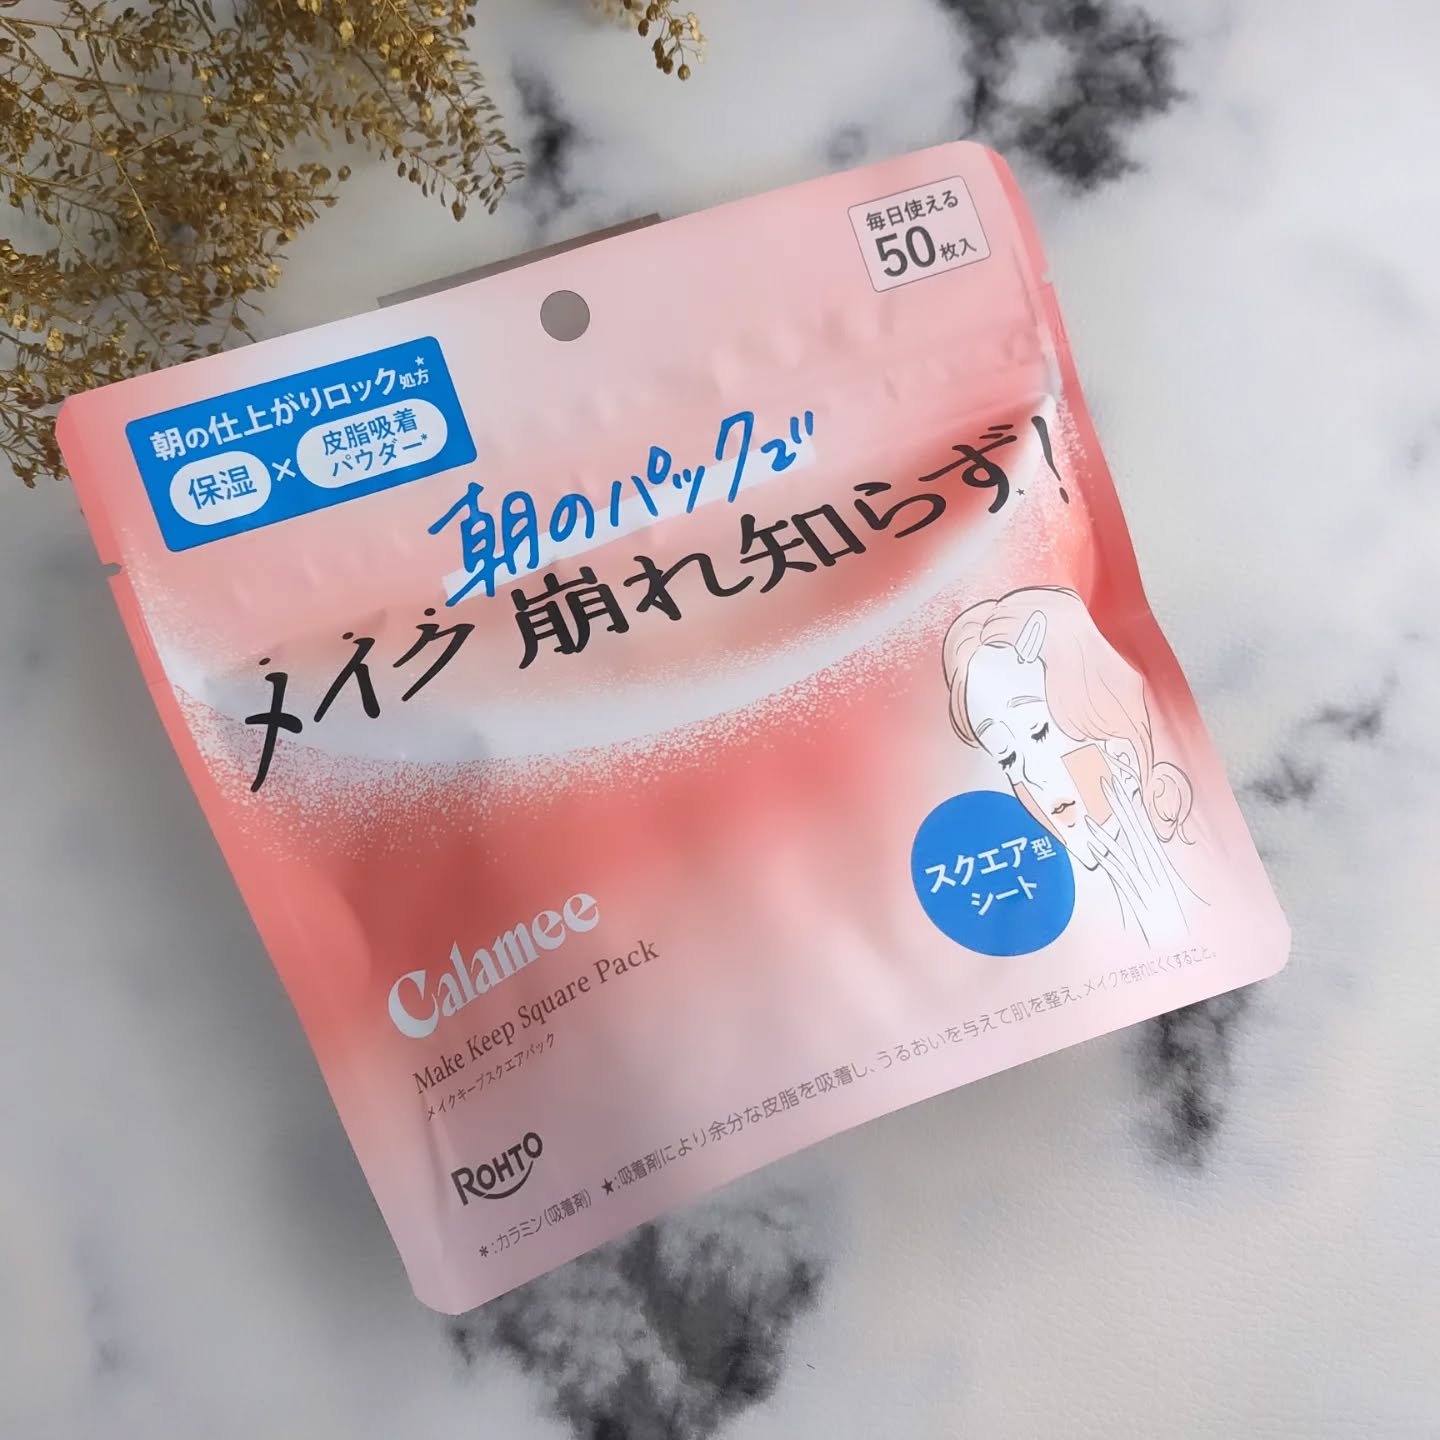 毎日使える
50枚入
朝の仕上がりロック処方★
保湿×皮脂吸着パウダー*
朝のパックで
メイク崩れ知らず!★
スクエア型
シート
Calamee
Make Keep Square Pack
メイクキープスクエアパック
ROHTO
*:カラミン(吸着剤) ★:吸着剤により余分な皮脂を吸着し、うるおいを与えて肌を整え、メイクを崩れにくくすること。